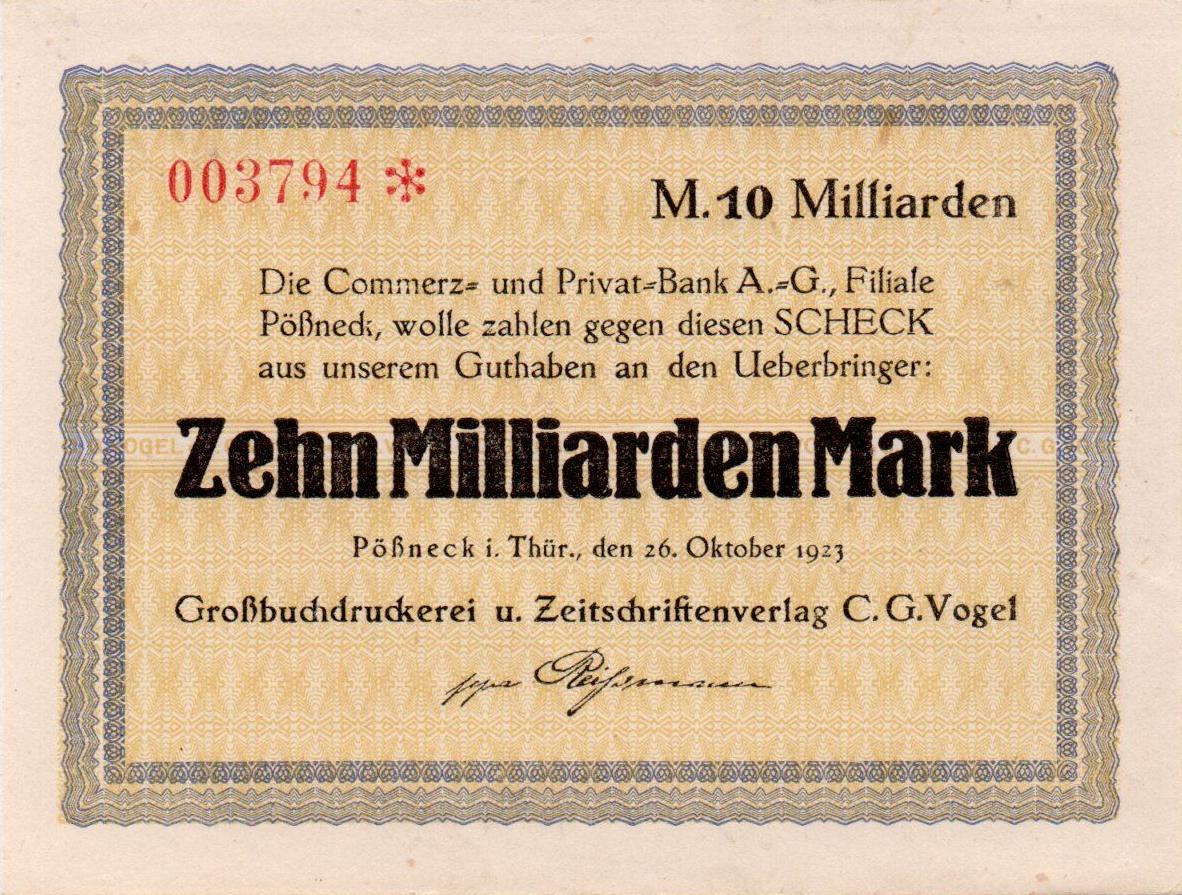 003794 *
M. 10 Milliarden
Die Commerz- und Privat-Bank A.-G., Filiale
Pößneck, wolle zahlen gegen diesen SCHECK
aus unserem Guthaben an den Ueberbringer:
Zehn Milliarden Mark
Pößneck i. Thür., den 26. Oktober 1923
Großbuchdruckerei u. Zeitschriftenverlag C. G. Vogel